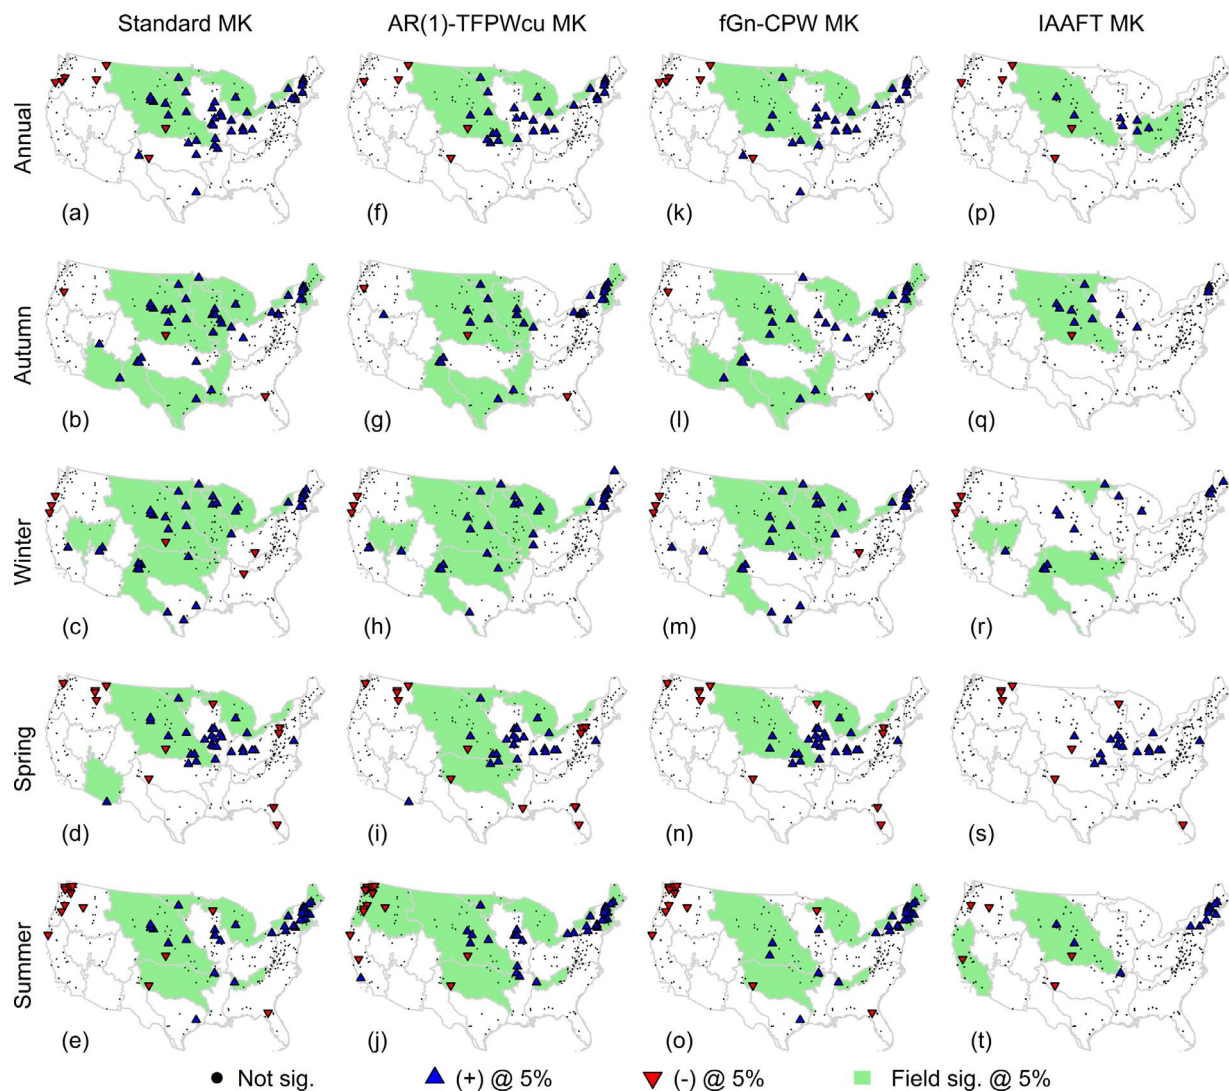 Standard MK AR(1)-TFPWcu MK fGn-CPW MK IAAFT MK
Annual
(a) (f) (k) (p)
Autumn
(b) (g) (l) (q)
Winter
(c) (h) (m) (r)
Spring
(d) (i) (n) (s)
Summer
(e) (j) (o) (t)
Not sig. (+) @ 5% (-) @ 5% Field sig. @ 5%